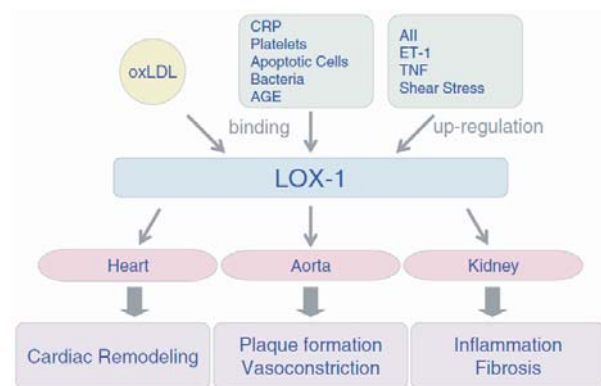 oxLDL
CRP
Platelets
Apoptotic Cells
Bacteria
AGE
AII
ET-1
TNF
Shear Stress
binding
up-regulation
LOX-1
Heart
Aorta
Kidney
Cardiac Remodeling
Plaque formation
Vasoconstriction
Inflammation
Fibrosis